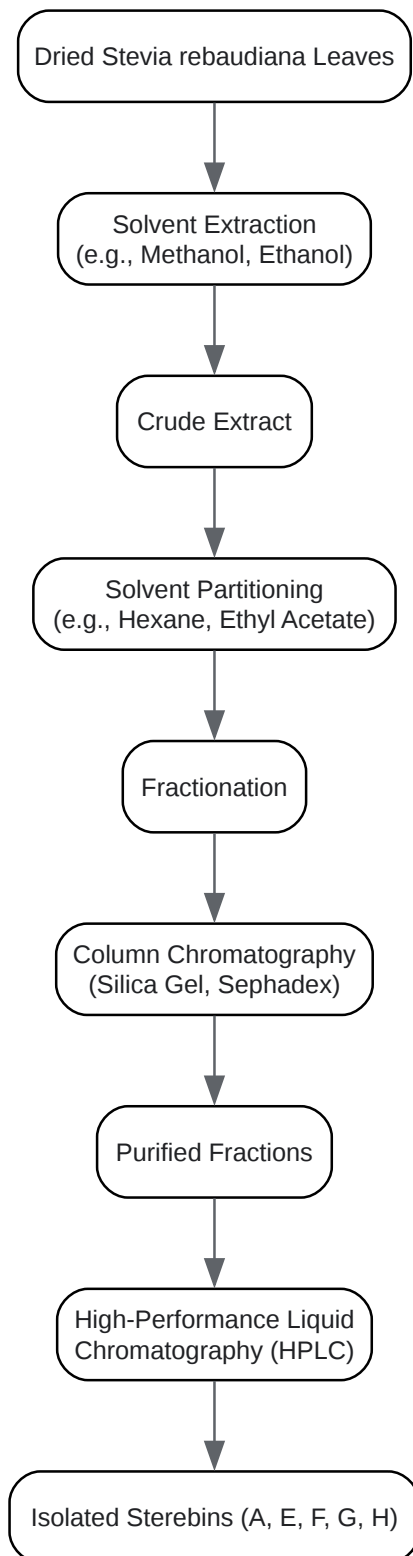 Dried Stevia rebaudiana Leaves
Solvent Extraction
(e.g., Methanol, Ethanol)
Crude Extract
Solvent Partitioning
(e.g., Hexane, Ethyl Acetate)
Fractionation
Column Chromatography
(Silica Gel, Sephadex)
Purified Fractions
High-Performance Liquid
Chromatography (HPLC)
Isolated Sterebins (A, E, F, G, H)